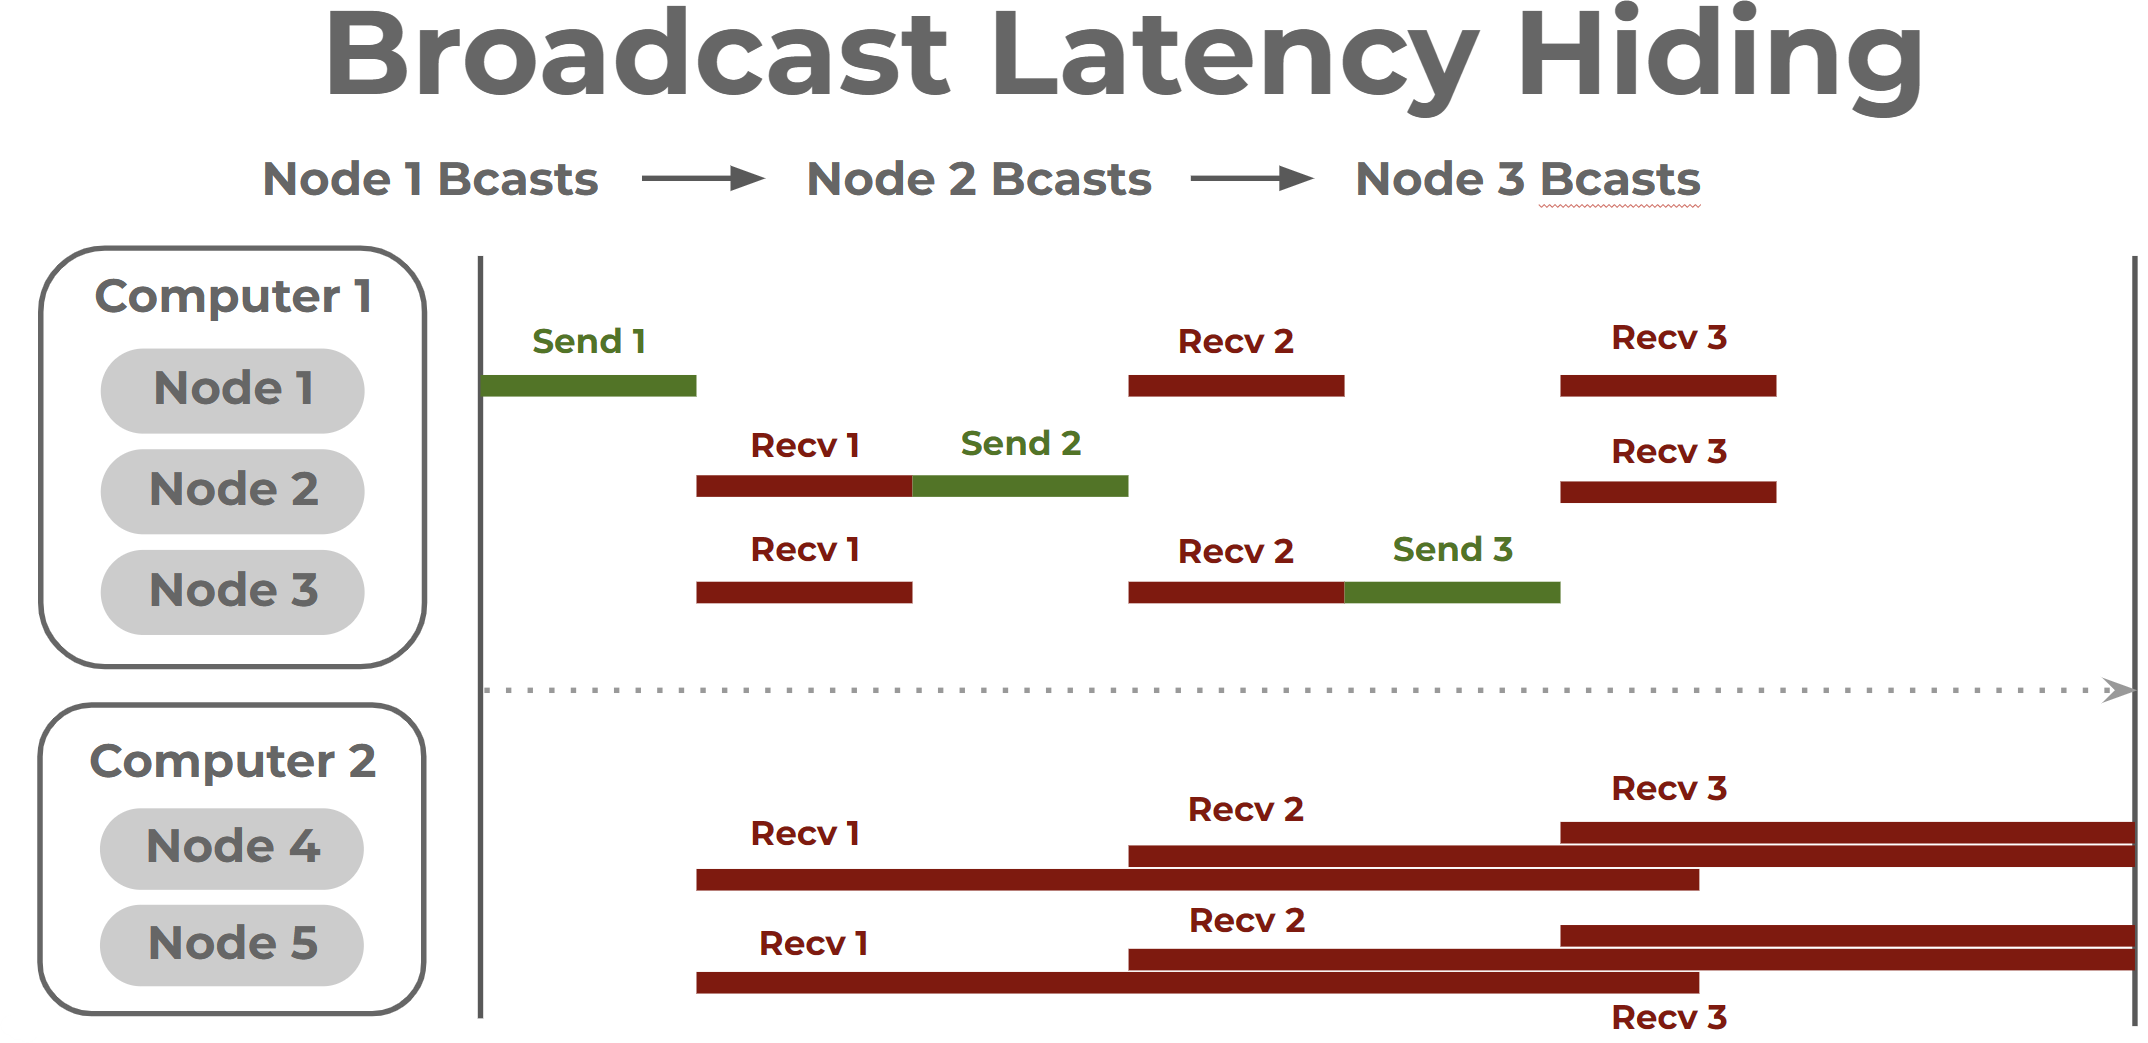 Broadcast Latency Hiding
Node 1 Bcasts
Node 2 Bcasts
Node 3 Bcasts
Computer 1
Node 1
Node 2
Node 3
Send 1
Recv 2
Recv 3
Recv 1
Send 2
Recv 3
Recv 1
Recv 2
Send 3
Computer 2
Node 4
Node 5
Recv 1
Recv 2
Recv 3
Recv 1
Recv 2
Recv 3